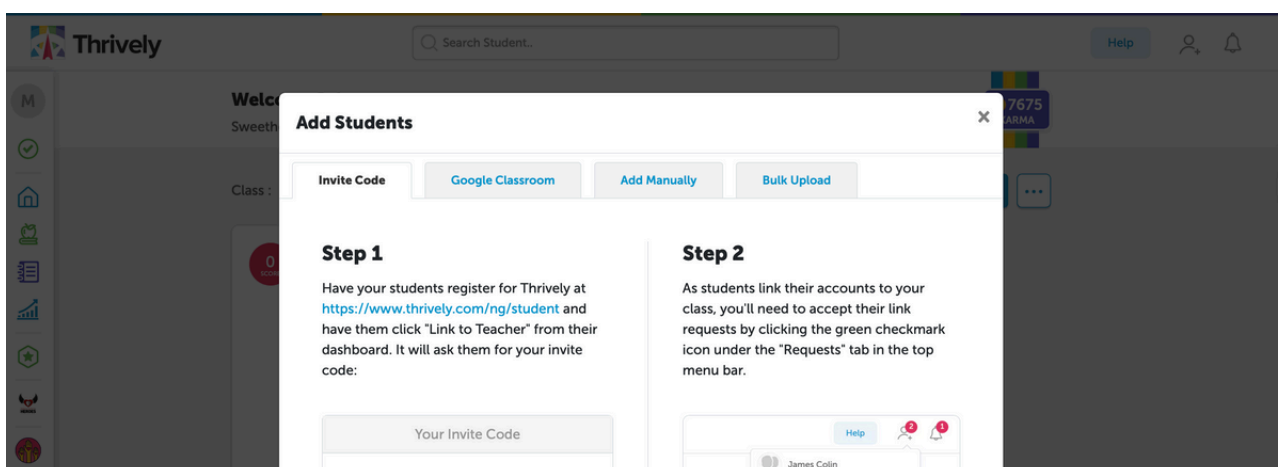 Thrively
Search Student..
Help
M
Welco
Sweeth
7675
KARMA
Add Students
×
Class :
Invite Code
Google Classroom
Add Manually
Bulk Upload
0
SCORE
Step 1
Have your students register for Thrively at
https://www.thrively.com/ng/student and
have them click "Link to Teacher" from their
dashboard. It will ask them for your invite
code:
Your Invite Code
Step 2
As students link their accounts to your
class, you'll need to accept their link
requests by clicking the green checkmark
icon under the "Requests" tab in the top
menu bar.
Help
2
1
James Colin